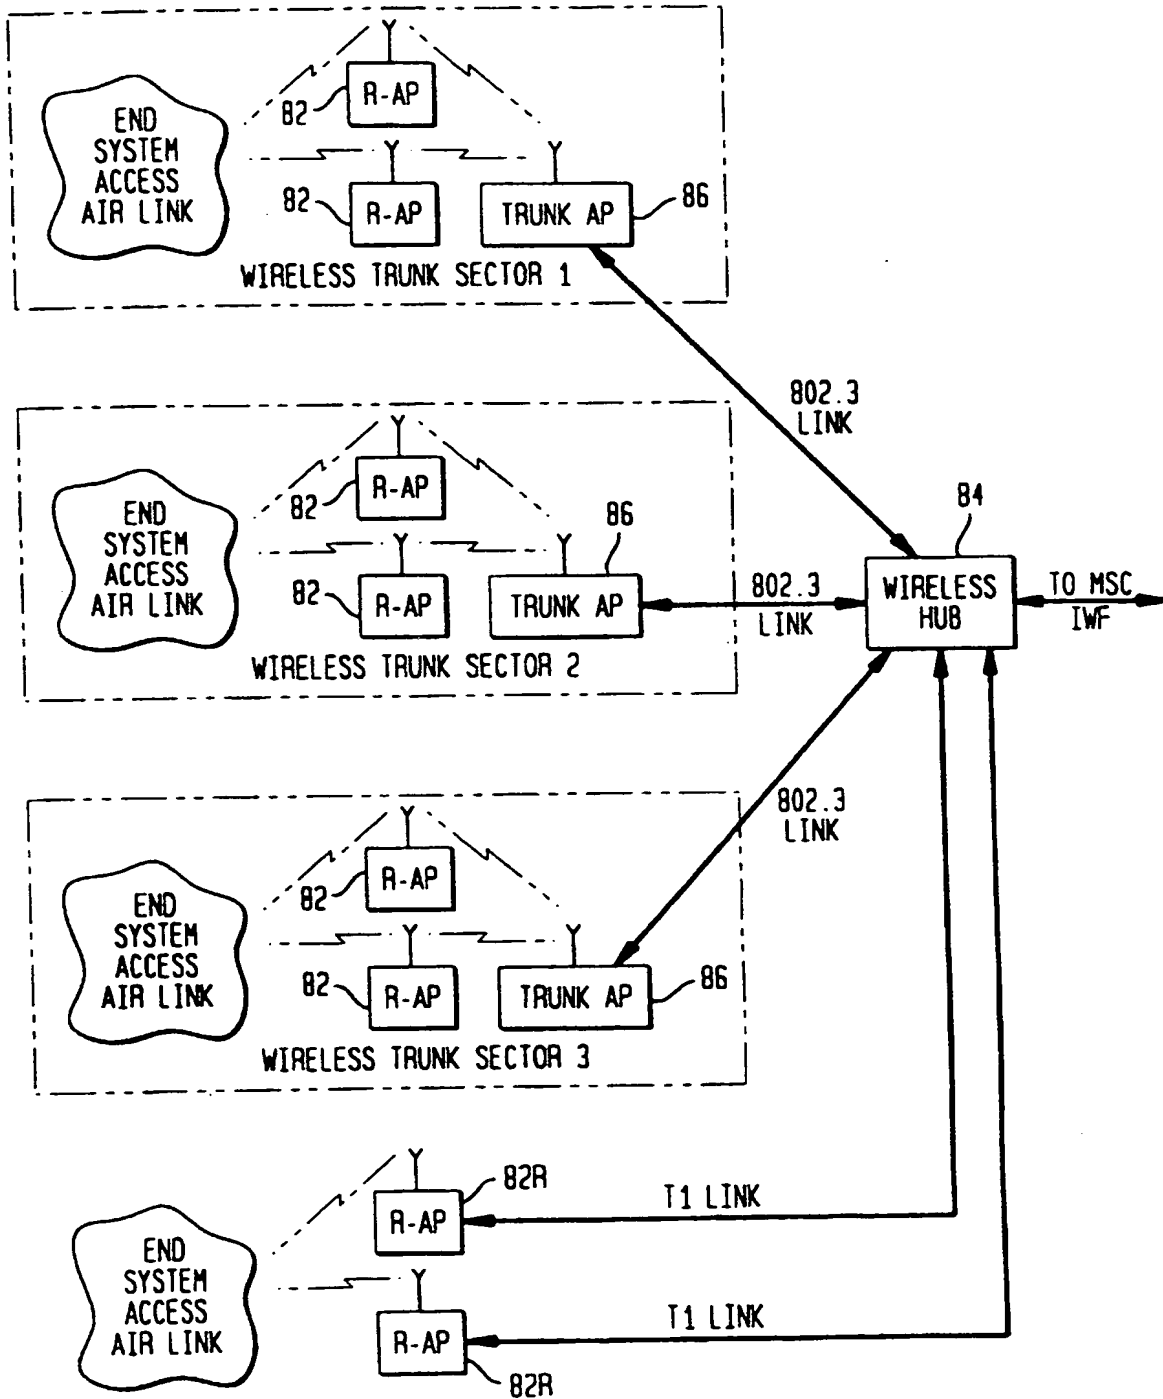 END
SYSTEM
ACCESS
AIR LINK
82
R-AP
82
R-AP
TRUNK AP
86
WIRELESS TRUNK SECTOR 1
802.3
LINK
END
SYSTEM
ACCESS
AIR LINK
82
R-AP
82
R-AP
86
TRUNK AP
WIRELESS TRUNK SECTOR 2
802.3
LINK
84
WIRELESS
HUB
TO MSC
IWF
END
SYSTEM
ACCESS
AIR LINK
82
R-AP
82
R-AP
TRUNK AP
86
WIRELESS TRUNK SECTOR 3
802.3
LINK
END
SYSTEM
ACCESS
AIR LINK
82R
R-AP
T1 LINK
R-AP
82R
T1 LINK